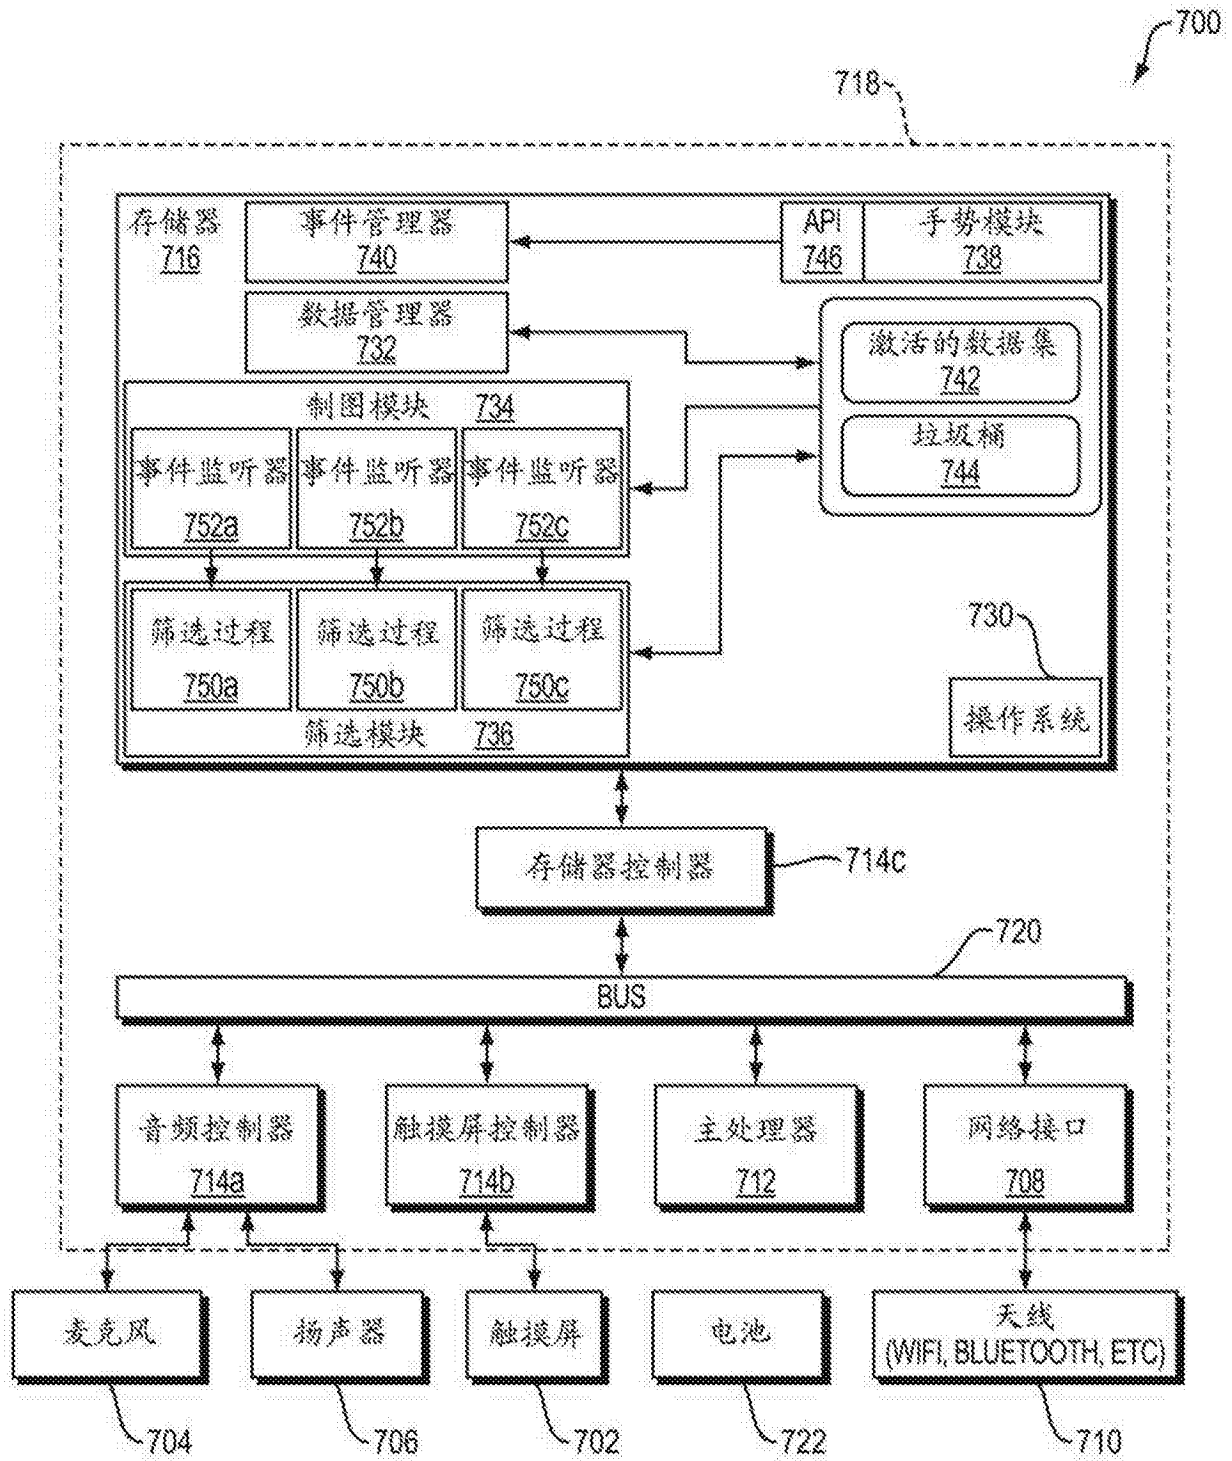 700
718
存储器
716
事件管理器
740
API
746
手势模块
738
数据管理器
732
激活的数据集
742
垃圾桶
744
制图模块 734
事件监听器
752a
事件监听器
752b
事件监听器
752c
筛选过程
750a
筛选过程
750b
筛选过程
750c
筛选模块 736
730
操作系统
存储器控制器
714c
720
BUS
音频控制器
714a
触摸屏控制器
714b
主处理器
712
网络接口
708
麦克风
扬声器
触摸屏
电池
天线
(WIFI, BLUETOOTH, ETC)
704
706
702
722
710